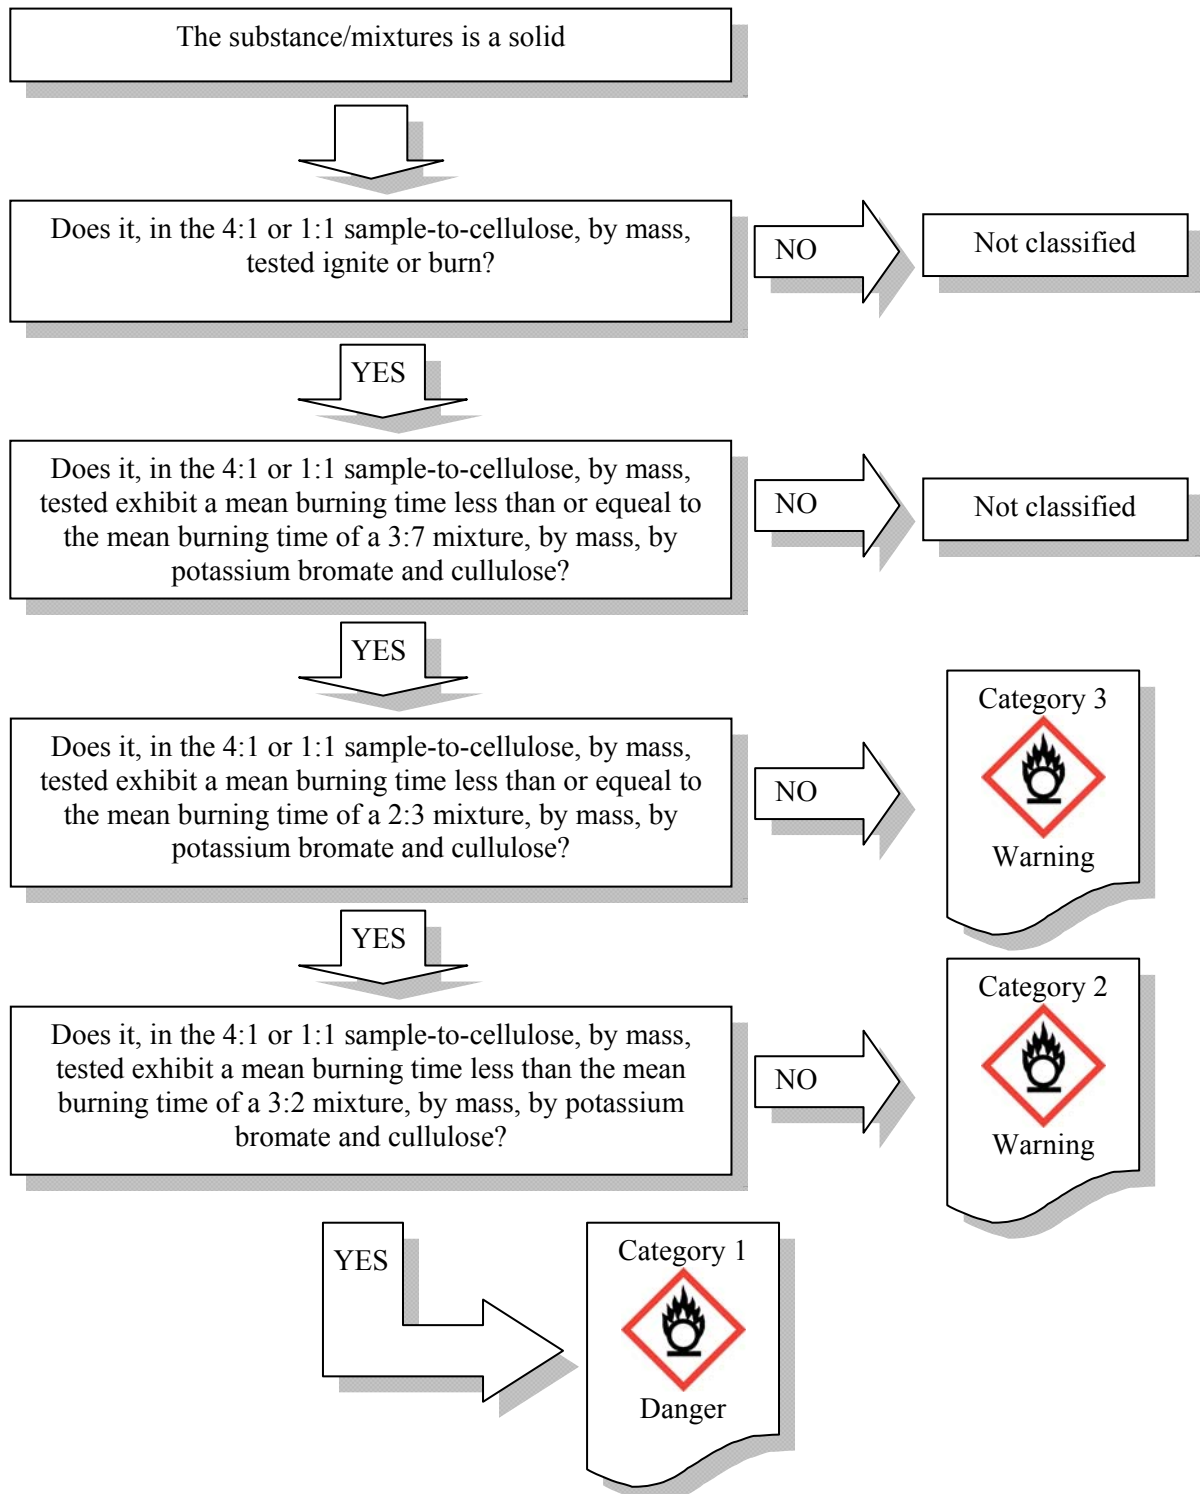 The substance/mixtures is a solid
Does it, in the 4:1 or 1:1 sample-to-cellulose, by mass,
tested ignite or burn?
NO
Not classified
YES
Does it, in the 4:1 or 1:1 sample-to-cellulose, by mass,
tested exhibit a mean burning time less than or equeal to
the mean burning time of a 3:7 mixture, by mass, by
potassium bromate and cullulose?
NO
Not classified
YES
Does it, in the 4:1 or 1:1 sample-to-cellulose, by mass,
tested exhibit a mean burning time less than or equeal to
the mean burning time of a 2:3 mixture, by mass, by
potassium bromate and cullulose?
NO
Category 3
Warning
YES
Does it, in the 4:1 or 1:1 sample-to-cellulose, by mass,
tested exhibit a mean burning time less than the mean
burning time of a 3:2 mixture, by mass, by potassium
bromate and cullulose?
NO
Category 2
Warning
YES
Category 1
Danger